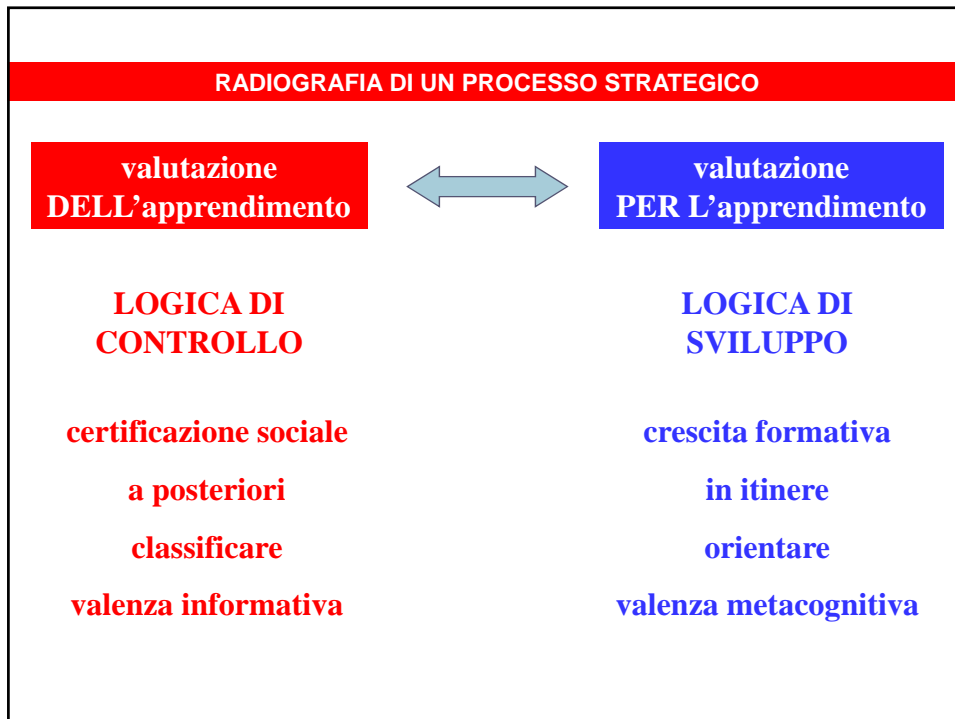 RADIOGRAFIA DI UN PROCESSO STRATEGICO
valutazione
DELL’apprendimento
valutazione
PER L’apprendimento
LOGICA DI
CONTROLLO
LOGICA DI
SVILUPPO
certificazione sociale
a posteriori
classificare
valenza informativa
crescita formativa
in itinere
orientare
valenza metacognitiva